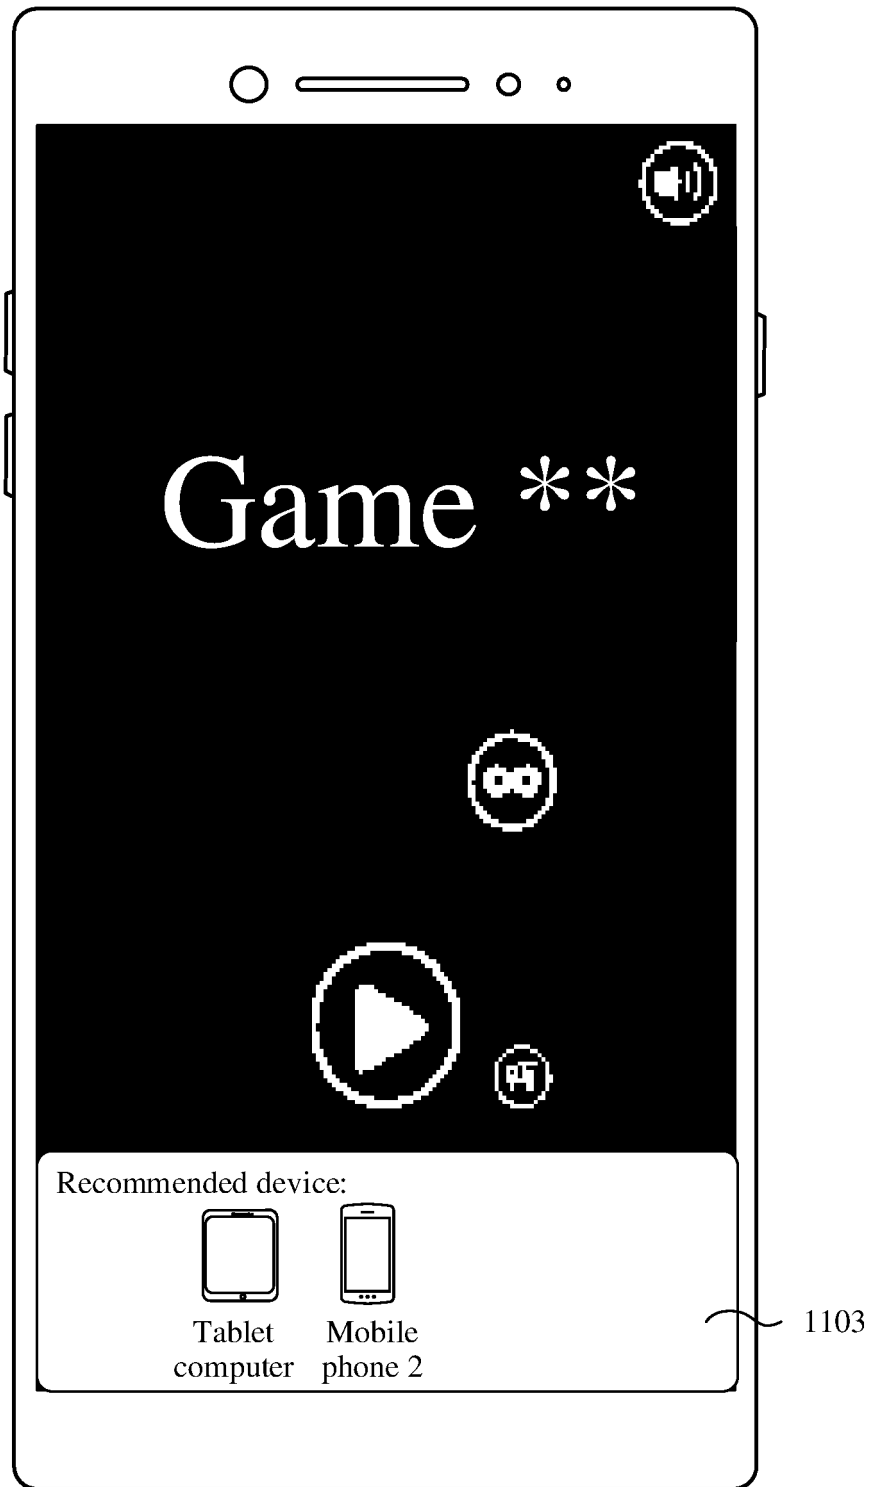 Game **
Recommended device:
Tablet
computer
Mobile
phone 2
1103